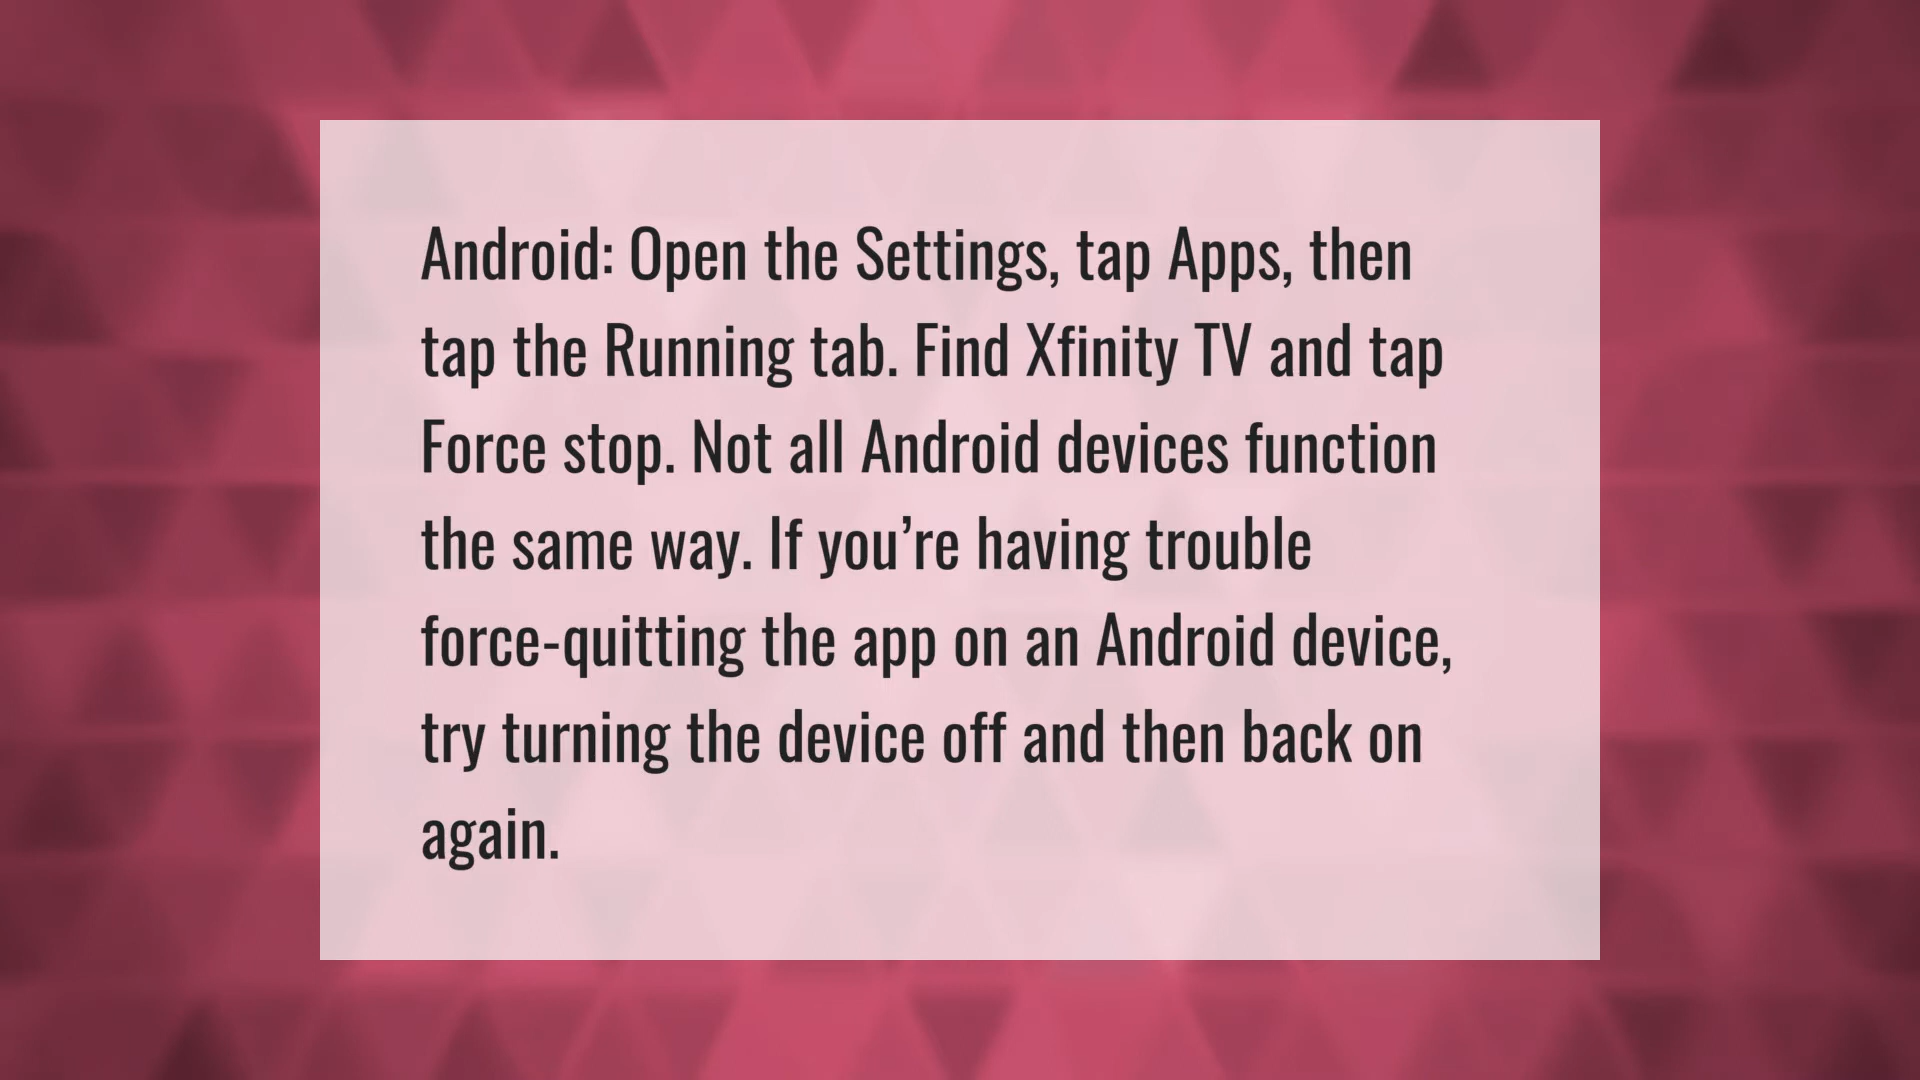 Android: Open the Settings, tap Apps, then
tap the Running tab. Find Xfinity TV and tap
Force stop. Not all Android devices function
the same way. If you’re having trouble
force-quitting the app on an Android device,
try turning the device off and then back on
again.